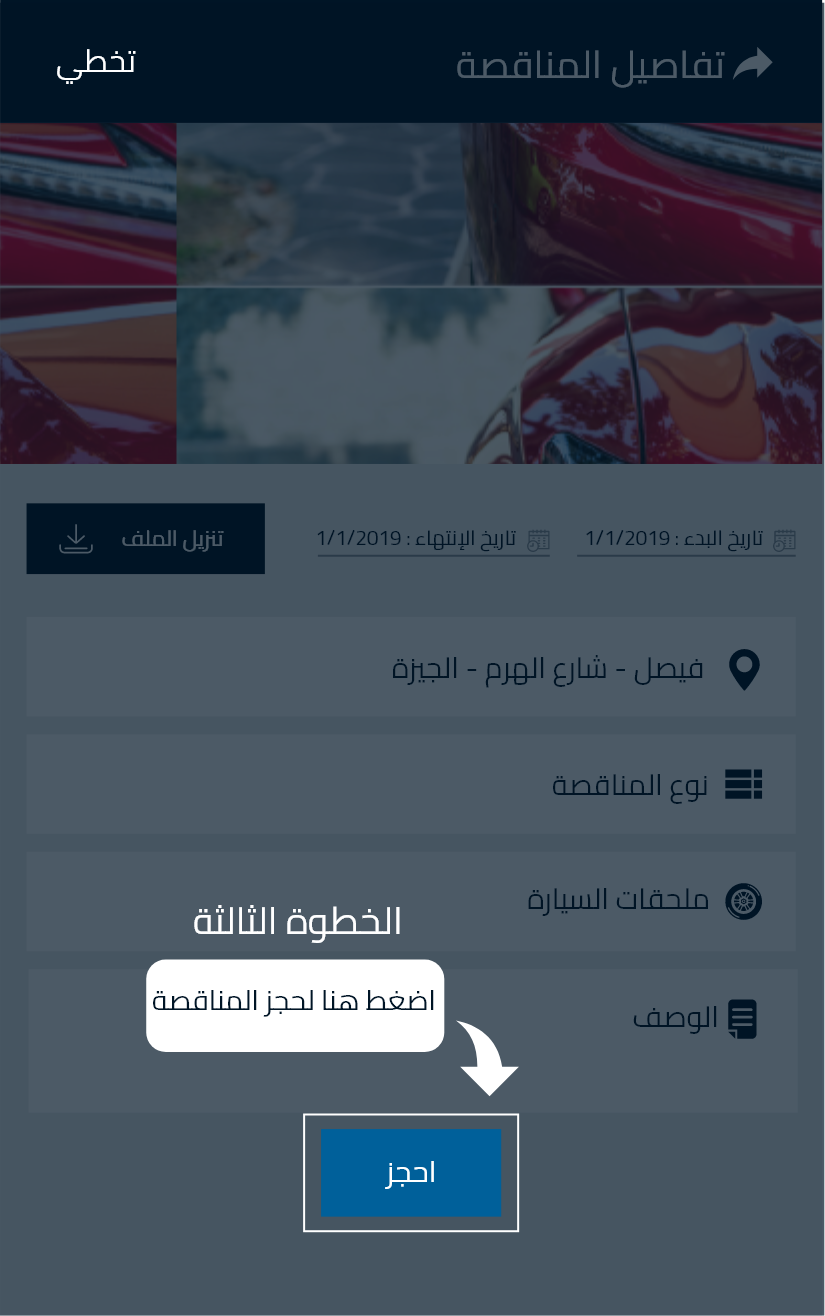 تفاصيل المناقصة
تخطي
تاريخ البدء : 1/1/2019
تاريخ الإنتهاء : 1/1/2019
تنزيل الملف
فيصل - شارع الهرم - الجيزة
نوع المناقصة
ملحقات السيارة
الخطوة الثالثة
اضغط هنا لحجز المناقصة
الوصف
احجز